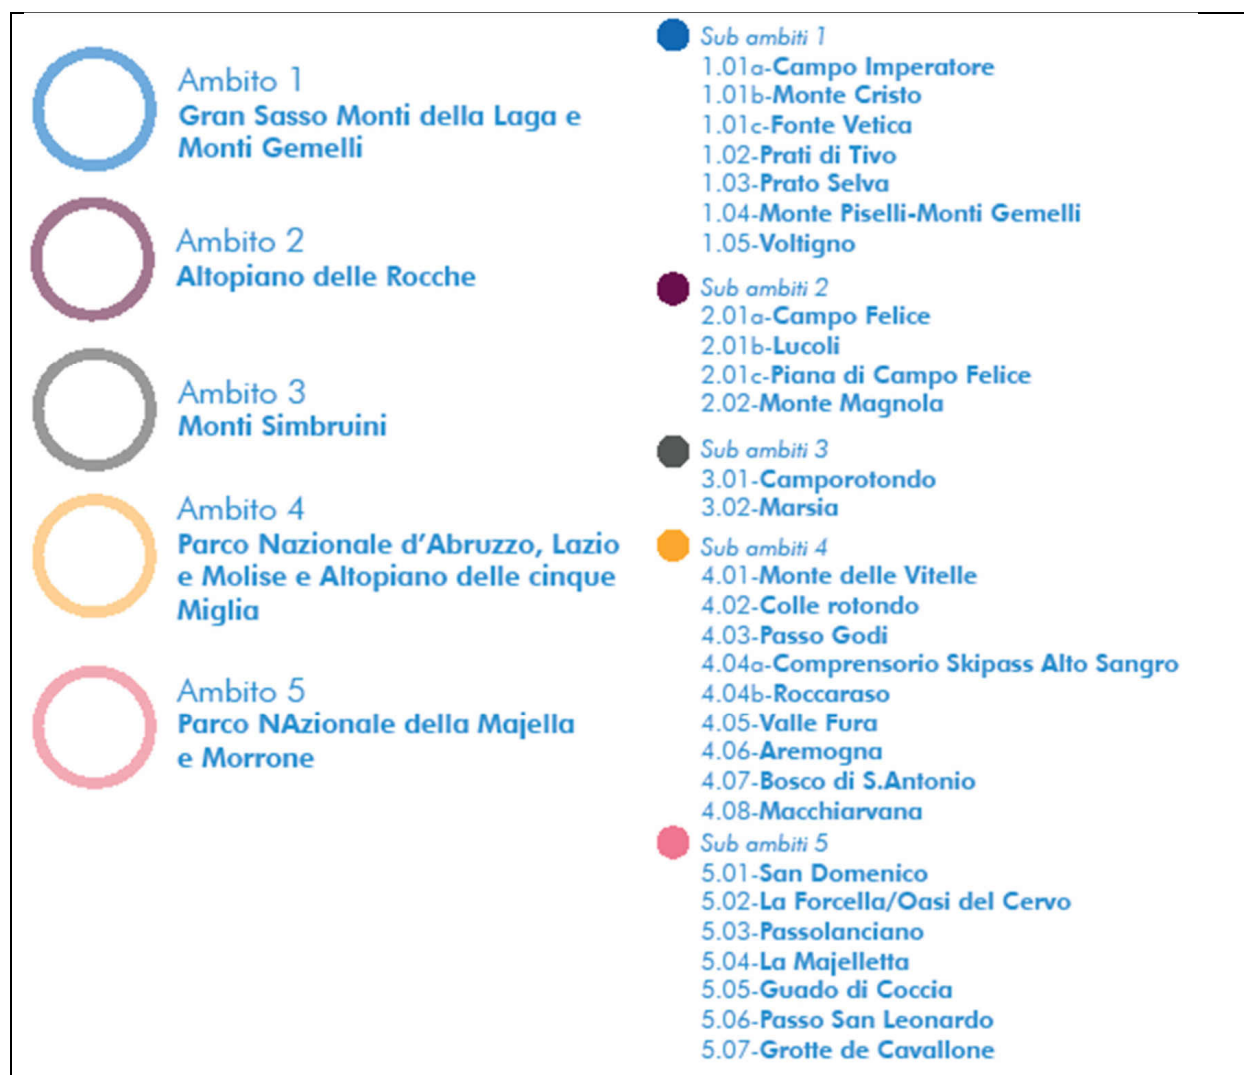 Ambito 1
Gran Sasso Monti della Laga e
Monti Gemelli
Ambito 2
Altopiano delle Rocche
Ambito 3
Monti Simbruini
Ambito 4
Parco Nazionale d'Abruzzo, Lazio
e Molise e Altopiano delle cinque
Miglia
Ambito 5
Parco NAzionale della Majella
e Morrone
Sub ambiti 1
1.01a-Campo Imperatore
1.01b-Monte Cristo
1.01c-Fonte Vetica
1.02-Prati di Tivo
1.03-Prato Selva
1.04-Monte Piselli-Monti Gemelli
1.05-Voltigno
Sub ambiti 2
2.01a-Campo Felice
2.01b-Lucoli
2.01c-Piana di Campo Felice
2.02-Monte Magnola
Sub ambiti 3
3.01-Camporotondo
3.02-Marsia
Sub ambiti 4
4.01-Monte delle Vitelle
4.02-Colle rotondo
4.03-Passo Godi
4.04a-Comprensorio Skipass Alto Sangro
4.04b-Roccaraso
4.05-Valle Fura
4.06-Aremogna
4.07-Bosco di S.Antonio
4.08-Macchiarvana
Sub ambiti 5
5.01-San Domenico
5.02-La Forcella/Oasi del Cervo
5.03-Passolanciano
5.04-La Majelletta
5.05-Guado di Coccia
5.06-Passo San Leonardo
5.07-Grotte de Cavallone